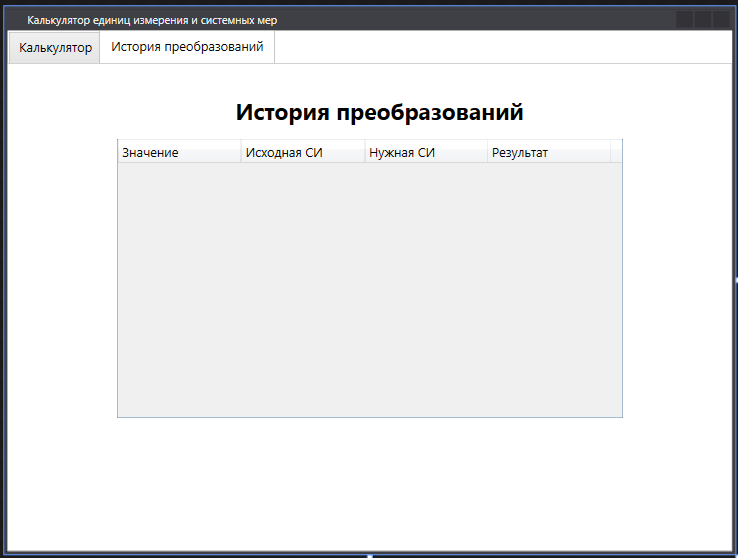 Калькулятор единиц измерения и системных мер
Калькулятор История преобразований
История преобразований
Значение Исходная СИ Нужная СИ Результат